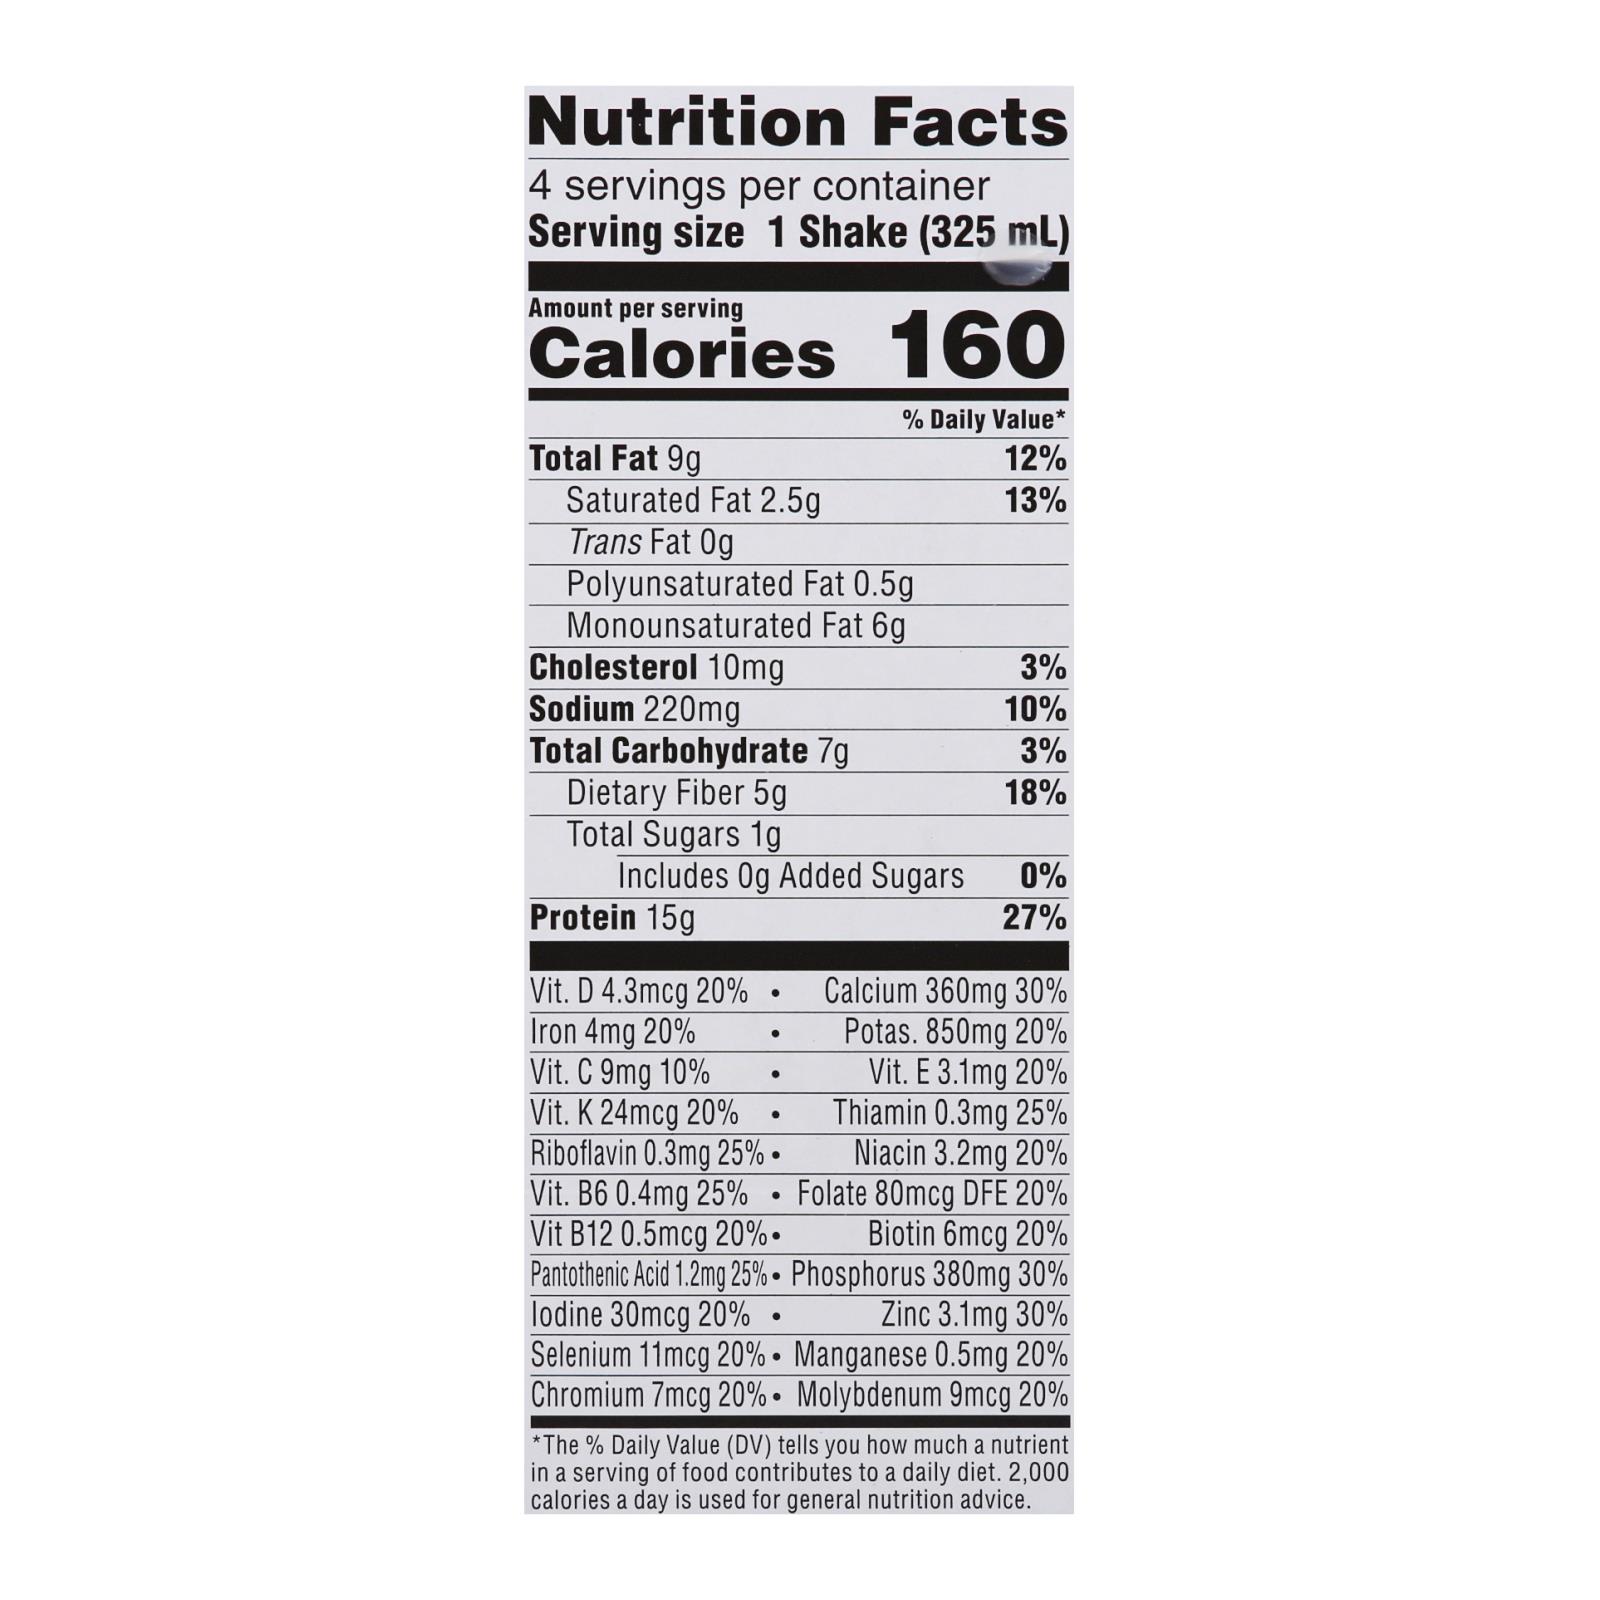 Nutrition Facts
4 servings per container
Serving size 1 Shake (325 mL)
Amount per serving
Calories 160
% Daily Value*
Total Fat 9g 12%
Saturated Fat 2.5g 13%
Trans Fat 0g
Polyunsaturated Fat 0.5g
Monounsaturated Fat 6g
Cholesterol 10mg 3%
Sodium 220mg 10%
Total Carbohydrate 7g 3%
Dietary Fiber 5g 18%
Total Sugars 1g
Includes 0g Added Sugars 0%
Protein 15g 27%
Vit. D 4.3mcg 20% • Calcium 360mg 30%
Iron 4mg 20% • Potas. 850mg 20%
Vit. C 9mg 10% • Vit. E 3.1mg 20%
Vit. K 24mcg 20% • Thiamin 0.3mg 25%
Riboflavin 0.3mg 25% • Niacin 3.2mg 20%
Vit. B6 0.4mg 25% • Folate 80mcg DFE 20%
Vit B12 0.5mcg 20% • Biotin 6mcg 20%
Pantothenic Acid 1.2mg 25% • Phosphorus 380mg 30%
Iodine 30mcg 20% • Zinc 3.1mg 30%
Selenium 11mcg 20% • Manganese 0.5mg 20%
Chromium 7mcg 20% • Molybdenum 9mcg 20%
*The % Daily Value (DV) tells you how much a nutrient
in a serving of food contributes to a daily diet. 2,000
calories a day is used for general nutrition advice.